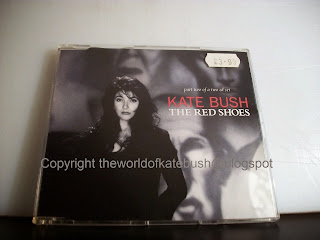 part two of a two cd set
KATE BUSH
THE RED SHOES
Copyright theworldofkatebush blogspot